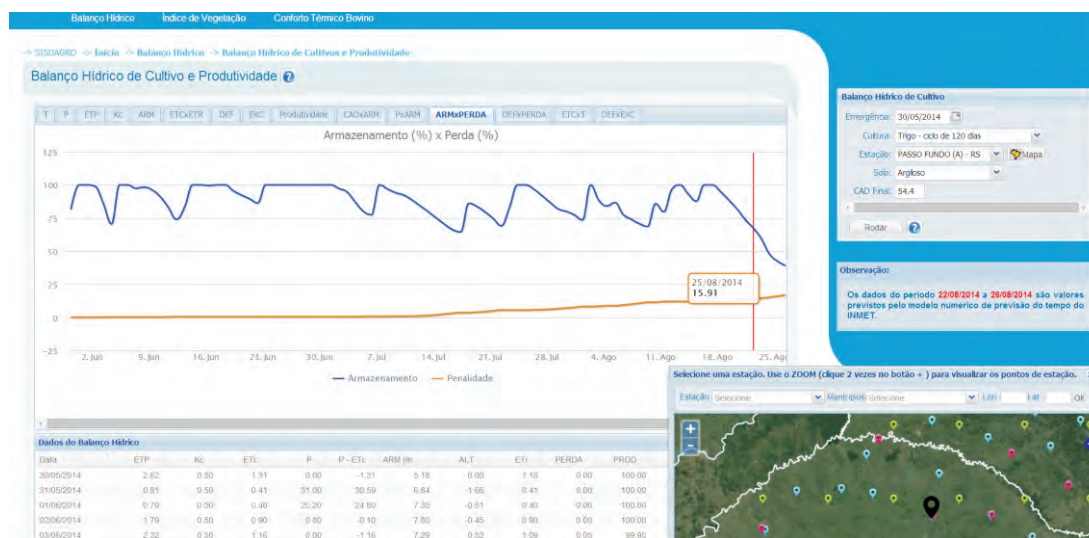 Balanço Hídrico Índice de Vegetação Conforto Térmico Bovino
-> SISDAGRO -> Início -> Balanço Hídrico -> Balanço Hídrico de Cultivos e Produtividade
Balanço Hídrico de Cultivo e Produtividade ?
T P ETP Kc ARM ETCxETR DEF EXC Produtividade CADxARM PxARM ARMxPERDA DEFxPERDA ETCxT DEFxEXC
Armazenamento (%) x Perda (%)
125
100
75
50
25
0
-25
25/08/2014
15.91
2. Jun 9. Jun 16. Jun 23. Jun 30. Jun 7. Jul 14. Jul 21. Jul 28. Jul 4. Ago 11. Ago 18. Ago 25. Ago
Armazenamento Penalidade
Dados do Balanço Hídrico
Data ETP Kc ETc P P - ETc ARM (m ALT ETr PERDA PROD
30/05/2014 2.62 0.50 1.31 0.00 -1.31 5.18 0.00 1.18 0.00 100.00
31/05/2014 0.81 0.50 0.41 31.00 30.59 6.84 -1.66 0.41 0.00 100.00
01/06/2014 0.79 0.50 0.40 25.20 24.80 7.35 -0.51 0.40 0.00 100.00
02/06/2014 1.79 0.50 0.90 0.80 -0.10 7.80 -0.45 0.90 0.00 100.00
03/06/2014 2.32 0.50 1.16 0.00 -1.16 7.29 0.52 1.09 0.05 99.95
Balanço Hídrico de Cultivo
Emergência: 30/05/2014
Cultura: Trigo - ciclo de 120 dias
Estação: PASSO FUNDO (A) - RS Mapa
Solo: Argiloso
CAD Final: 54.4
Rodar ?
Observação:
Os dados do período 22/08/2014 a 26/08/2014 são valores
previstos pelo modelo numerico de previsão do tempo do
INMET.
Selecione uma estação. Use o ZOOM (clique 2 vezes no botão + ) para visualizar os pontos de estação.
Estação: Selecione Municípios: Selecione Lon: Lat: OK
+
-